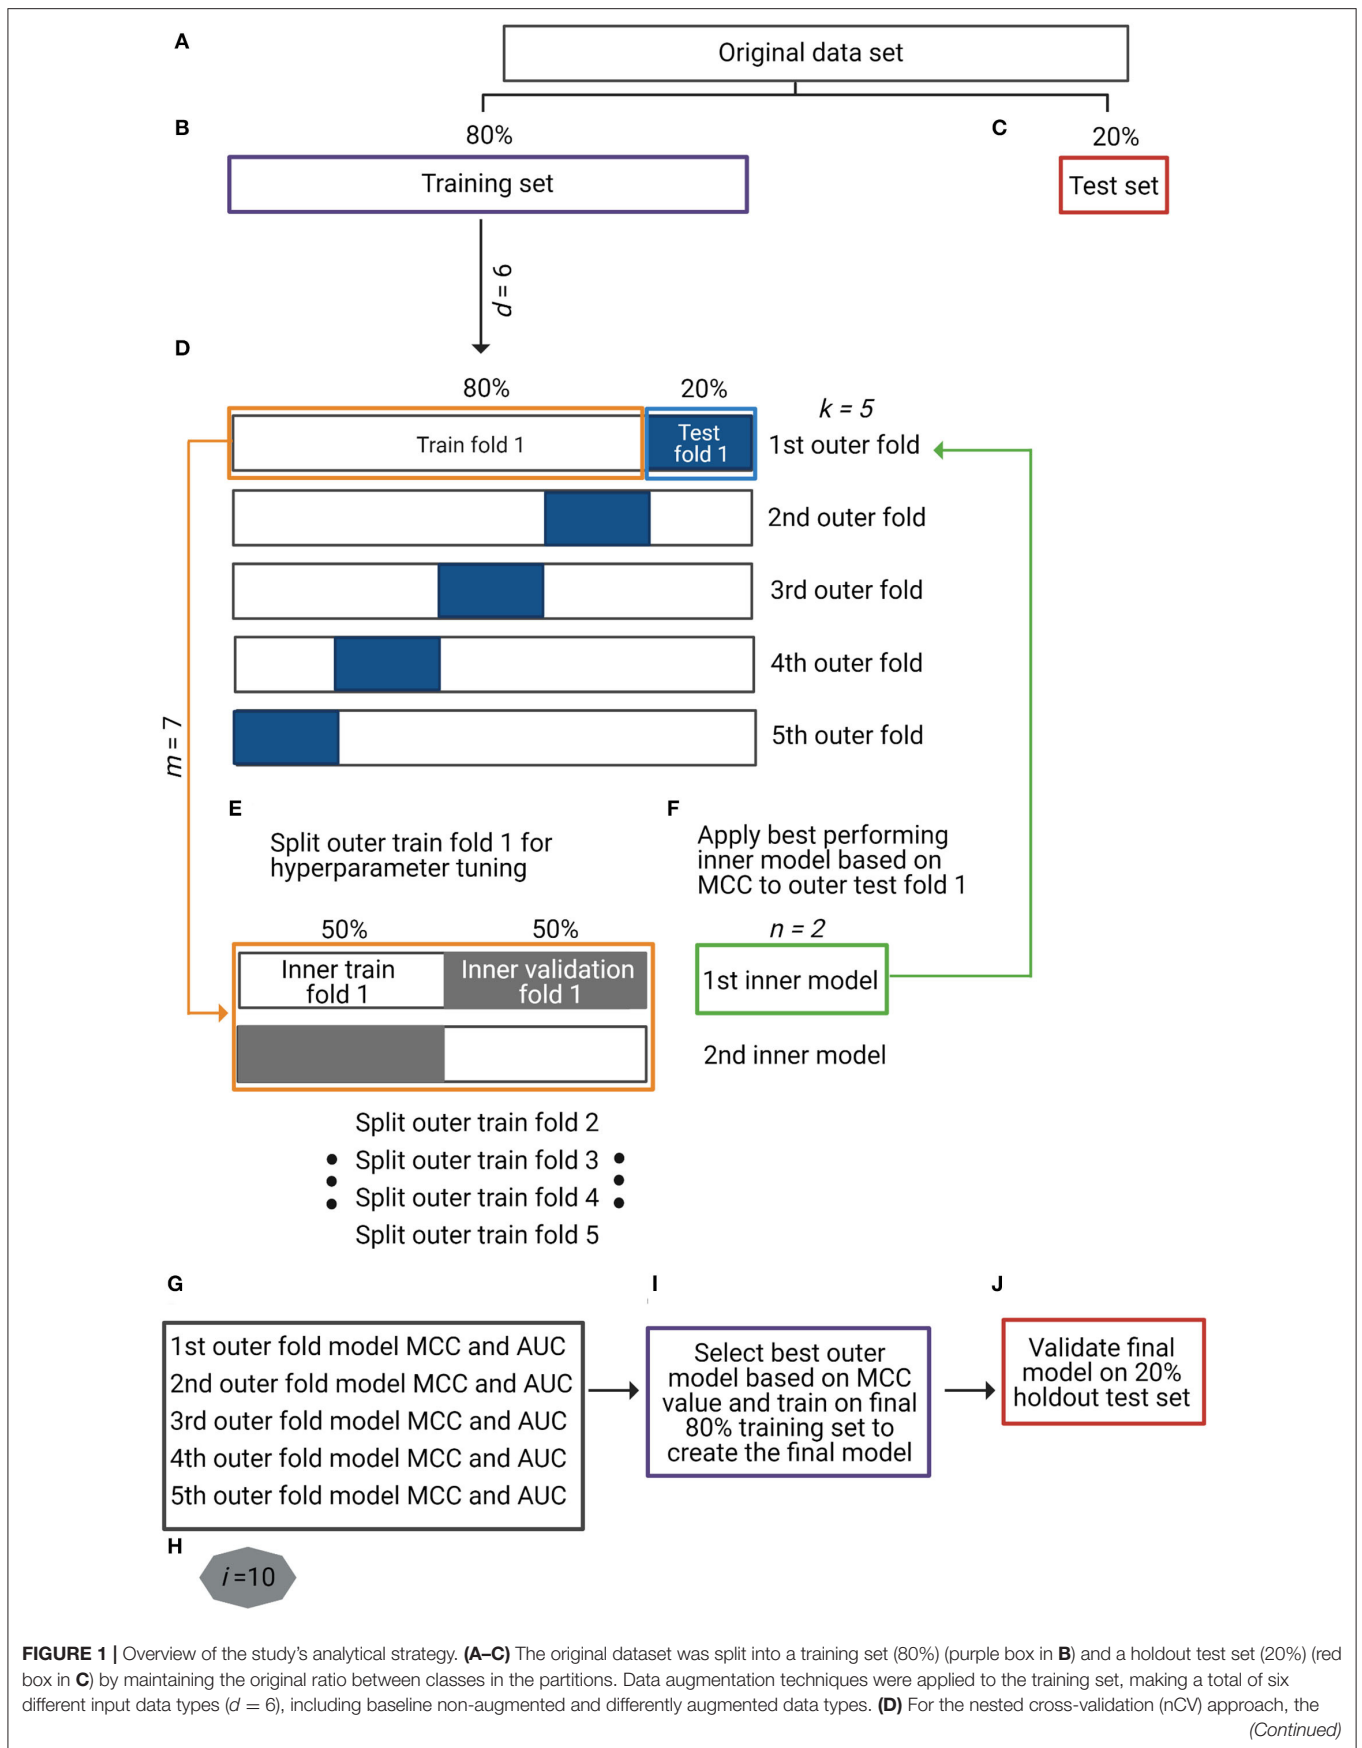 A
Original data set
B
80%
C
20%
Training set
Test set
d = 6
D
80%
20%
k = 5
Train fold 1
Test
fold 1
1st outer fold
2nd outer fold
3rd outer fold
4th outer fold
5th outer fold
m = 7
E
Split outer train fold 1 for
hyperparameter tuning
50%
50%
Inner train
fold 1
Inner validation
fold 1
F
Apply best performing
inner model based on
MCC to outer test fold 1
n = 2
1st inner model
2nd inner model
Split outer train fold 2
Split outer train fold 3
Split outer train fold 4
Split outer train fold 5
G
1st outer fold model MCC and AUC
2nd outer fold model MCC and AUC
3rd outer fold model MCC and AUC
4th outer fold model MCC and AUC
5th outer fold model MCC and AUC
H
i =10
I
Select best outer
model based on MCC
value and train on final
80% training set to
create the final model
J
Validate final
model on 20%
holdout test set
FIGURE 1 | Overview of the study's analytical strategy. (A–C) The original dataset was split into a training set (80%) (purple box in B) and a holdout test set (20%) (red
box in C) by maintaining the original ratio between classes in the partitions. Data augmentation techniques were applied to the training set, making a total of six
different input data types (d = 6), including baseline non-augmented and differently augmented data types. (D) For the nested cross-validation (nCV) approach, the
(Continued)